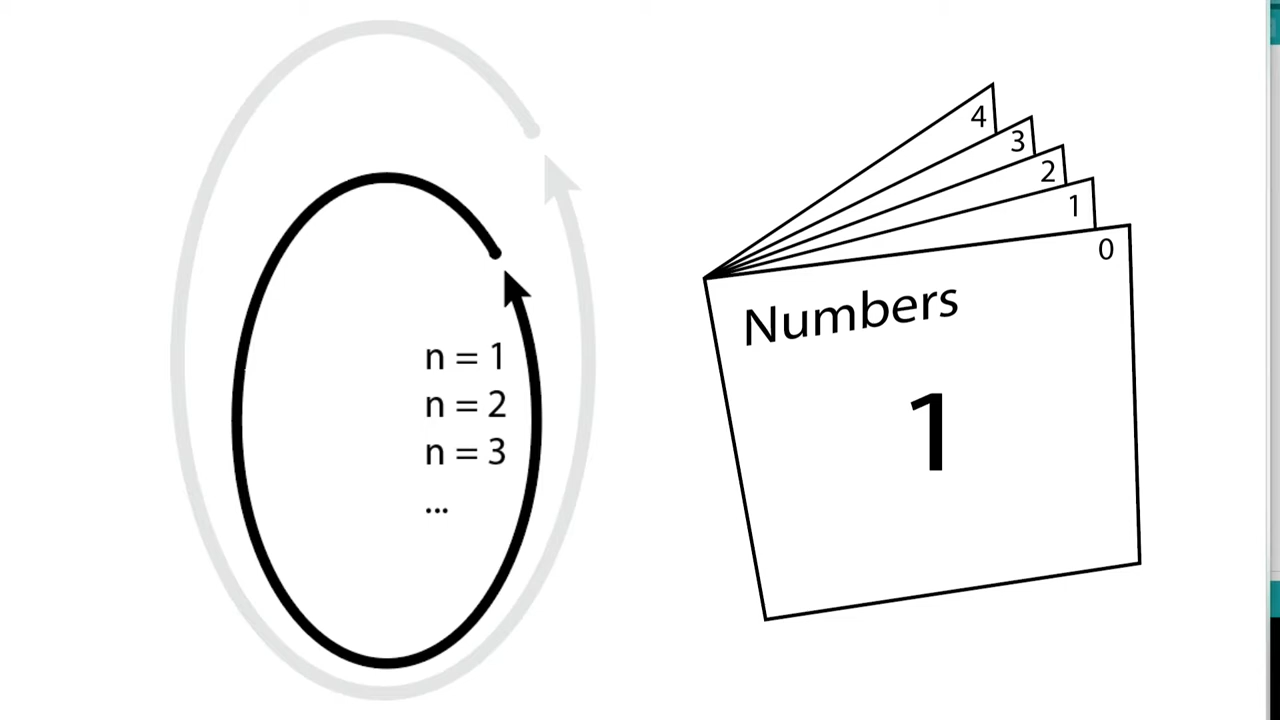 n = 1
n = 2
n = 3
...
4
3
2
1
0
Numbers
1